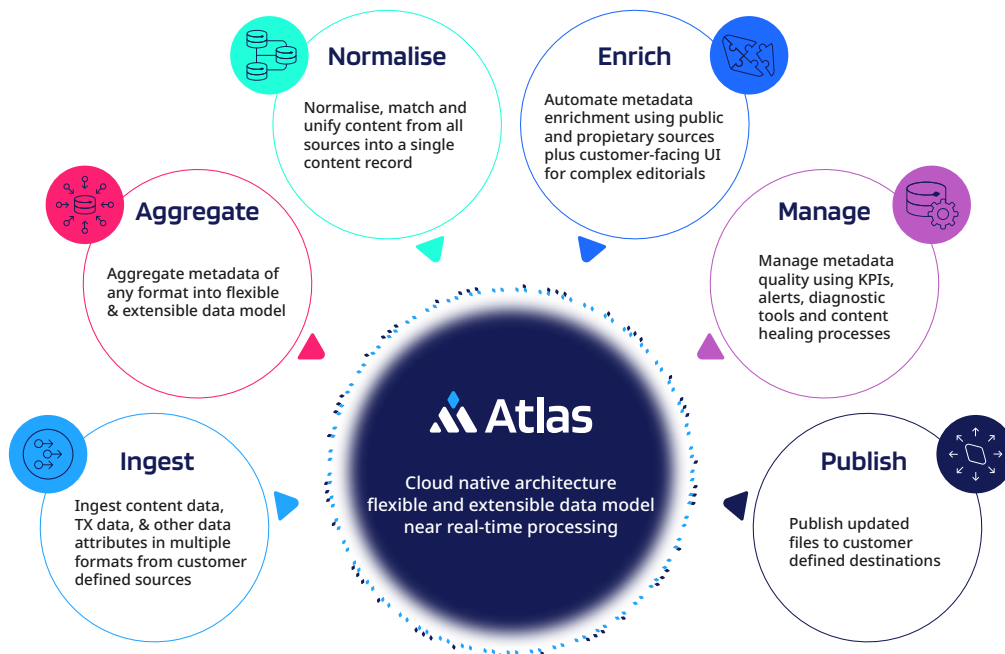 Normalise
Normalise, match and
unify content from all
sources into a single
content record
Enrich
Automate metadata
enrichment using public
and propietary sources
plus customer-facing UI
for complex editorials
Aggregate
Aggregate metadata of
any format into flexible
& extensible data model
Manage
Manage metadata
quality using KPIs,
alerts, diagnostic
tools and content
healing processes
Atlas
Cloud native architecture
flexible and extensible data model
near real-time processing
Ingest
Ingest content data,
TX data, & other data
attributes in multiple
formats from customer
defined sources
Publish
Publish updated
files to customer
defined destinations